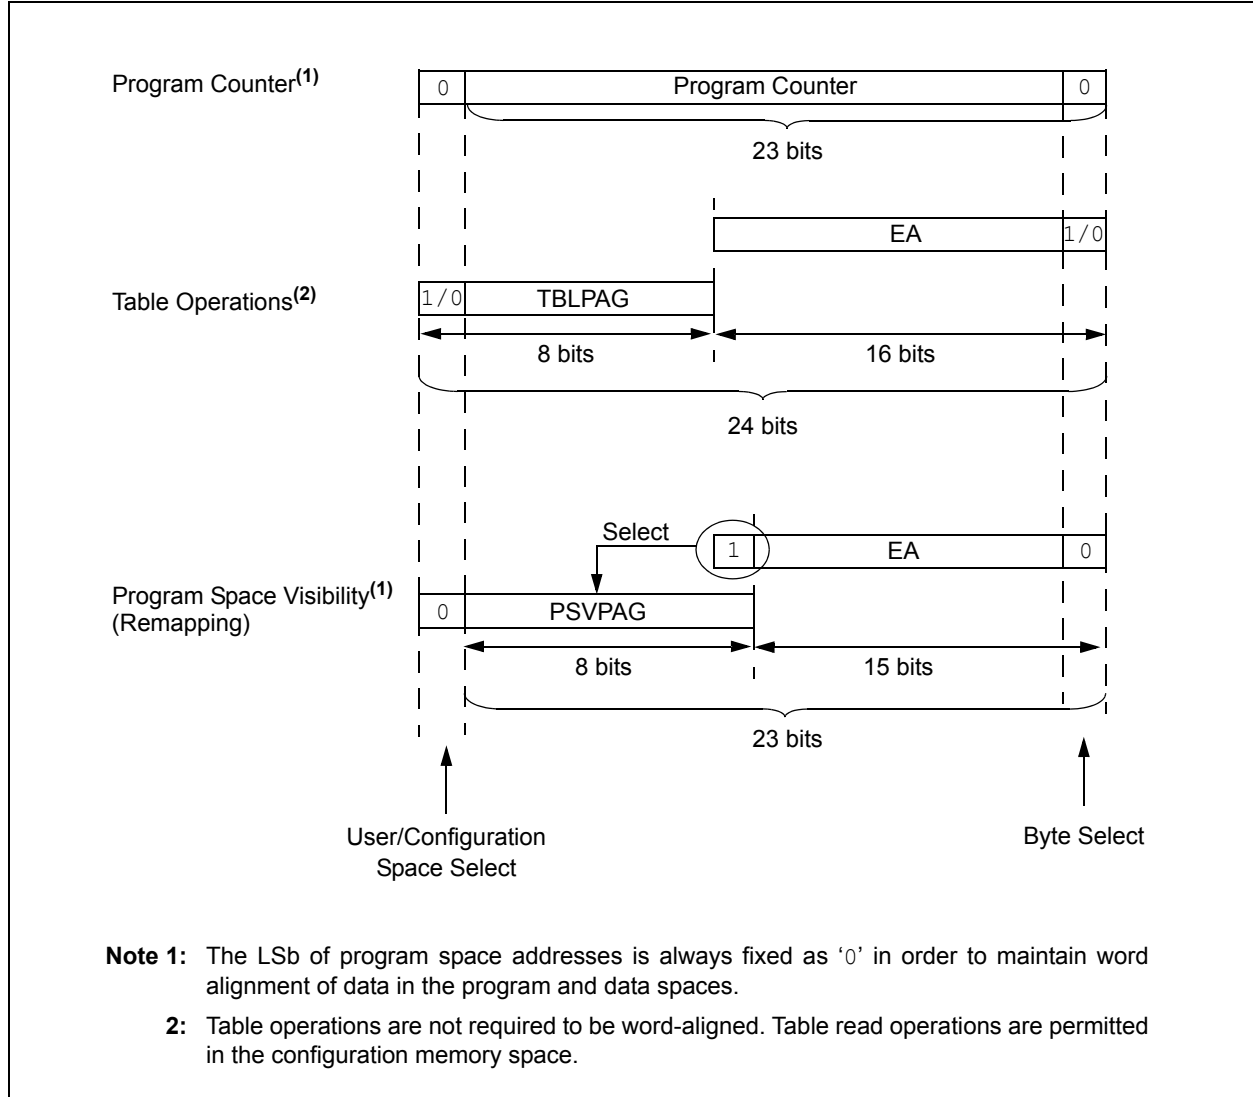 Program Counter(1)
0 Program Counter 0
23 bits
EA 1/0
Table Operations(2)
1/0 TBLPAG
8 bits 16 bits
24 bits
Select
1 EA 0
Program Space Visibility(1)
(Remapping)
0 PSVPAG
8 bits 15 bits
23 bits
User/Configuration
Space Select
Byte Select
Note 1: The LSb of program space addresses is always fixed as ‘0’ in order to maintain word
alignment of data in the program and data spaces.
2: Table operations are not required to be word-aligned. Table read operations are permitted
in the configuration memory space.